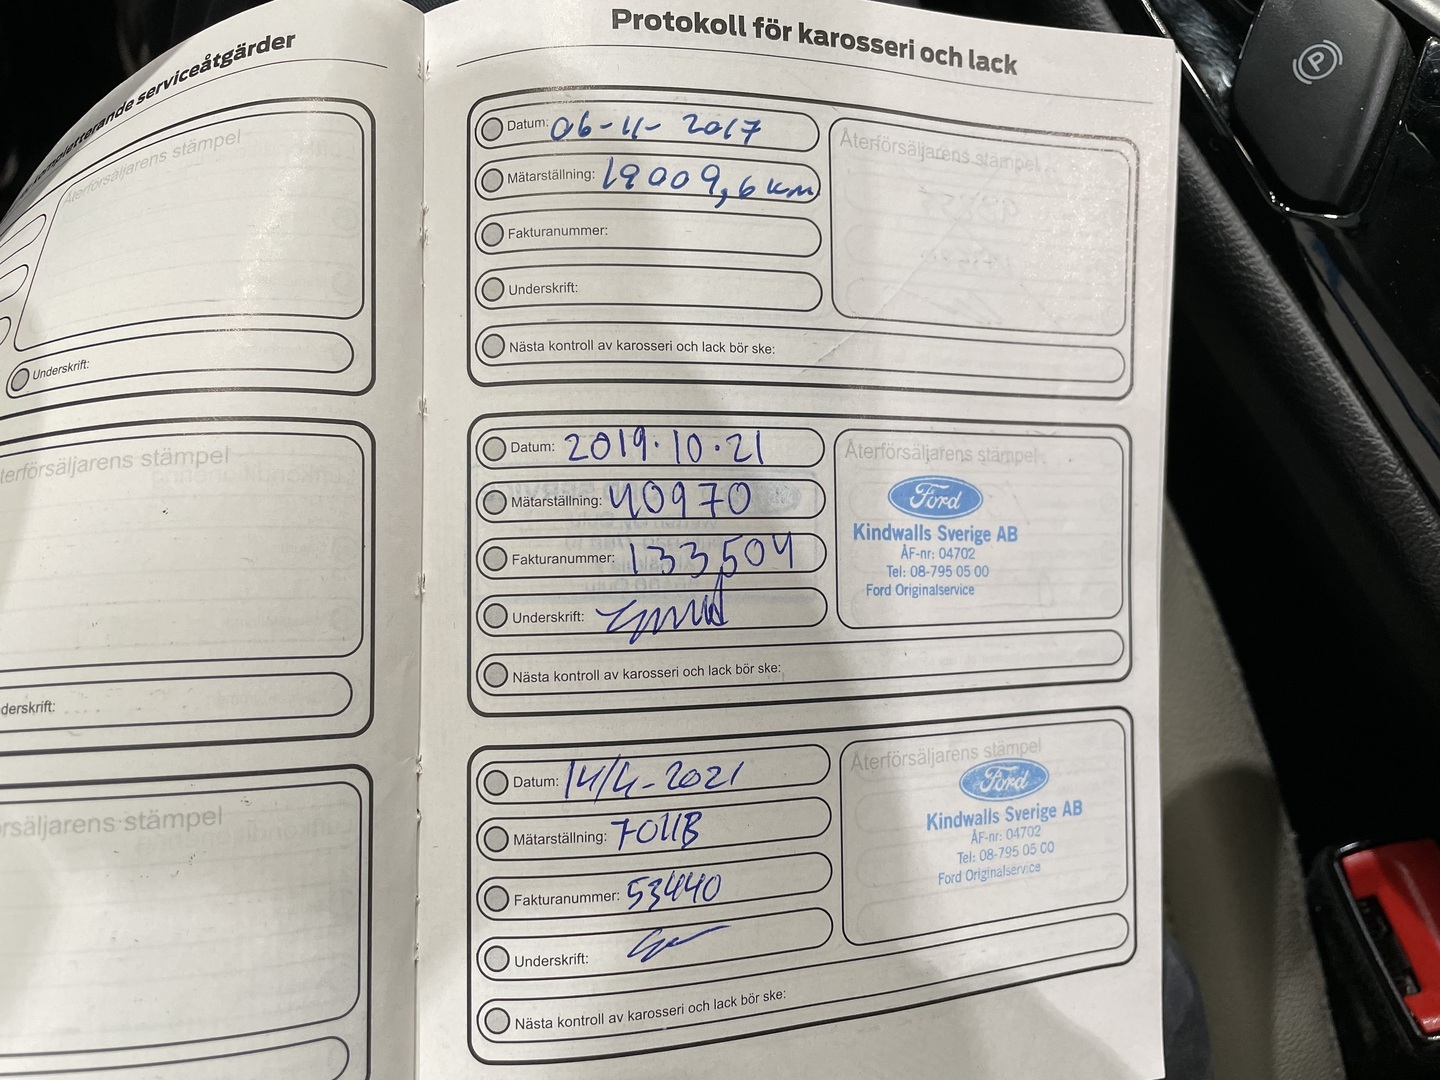 kompletterande serviceåtgärder
Återförsäljarens stämpel
Underskrift:
terförsäljarens stämpel
derskrift:
rsäljarens stämpel
Protokoll för karosseri och lack
Datum: 06-11-2017
Mätarställning: 19009,6 km
Fakturanummer:
Underskrift:
Nästa kontroll av karosseri och lack bör ske:
Återförsäljarens stämpel
Datum: 2019.10.21
Mätarställning: 40970
Fakturanummer: 133504
Underskrift:
Nästa kontroll av karosseri och lack bör ske:
Återförsäljarens stämpel
Ford
Kindwalls Sverige AB
ÅF-nr: 04702
Tel: 08-795 05 00
Ford Originalservice
Datum: 14/4-2021
Mätarställning: 70118
Fakturanummer: 53440
Underskrift:
Nästa kontroll av karosseri och lack bör ske:
Återförsäljarens stämpel
Ford
Kindwalls Sverige AB
ÅF-nr: 04702
Tel: 08-795 05 00
Ford Originalservice
P